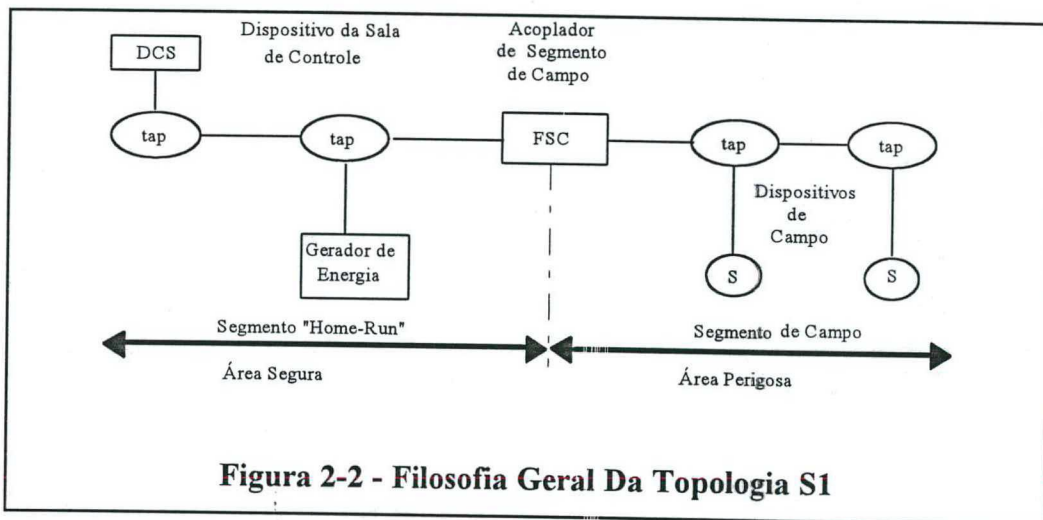 Dispositivo da Sala
de Controle
Acoplador
de Segmento
de Campo
DCS
tap
tap
FSC
tap
tap
Dispositivos
de
Campo
Gerador de
Energia
S
S
Segmento "Home-Run"
Segmento de Campo
Área Segura
Área Perigosa
Figura 2-2 - Filosofia Geral Da Topologia S1